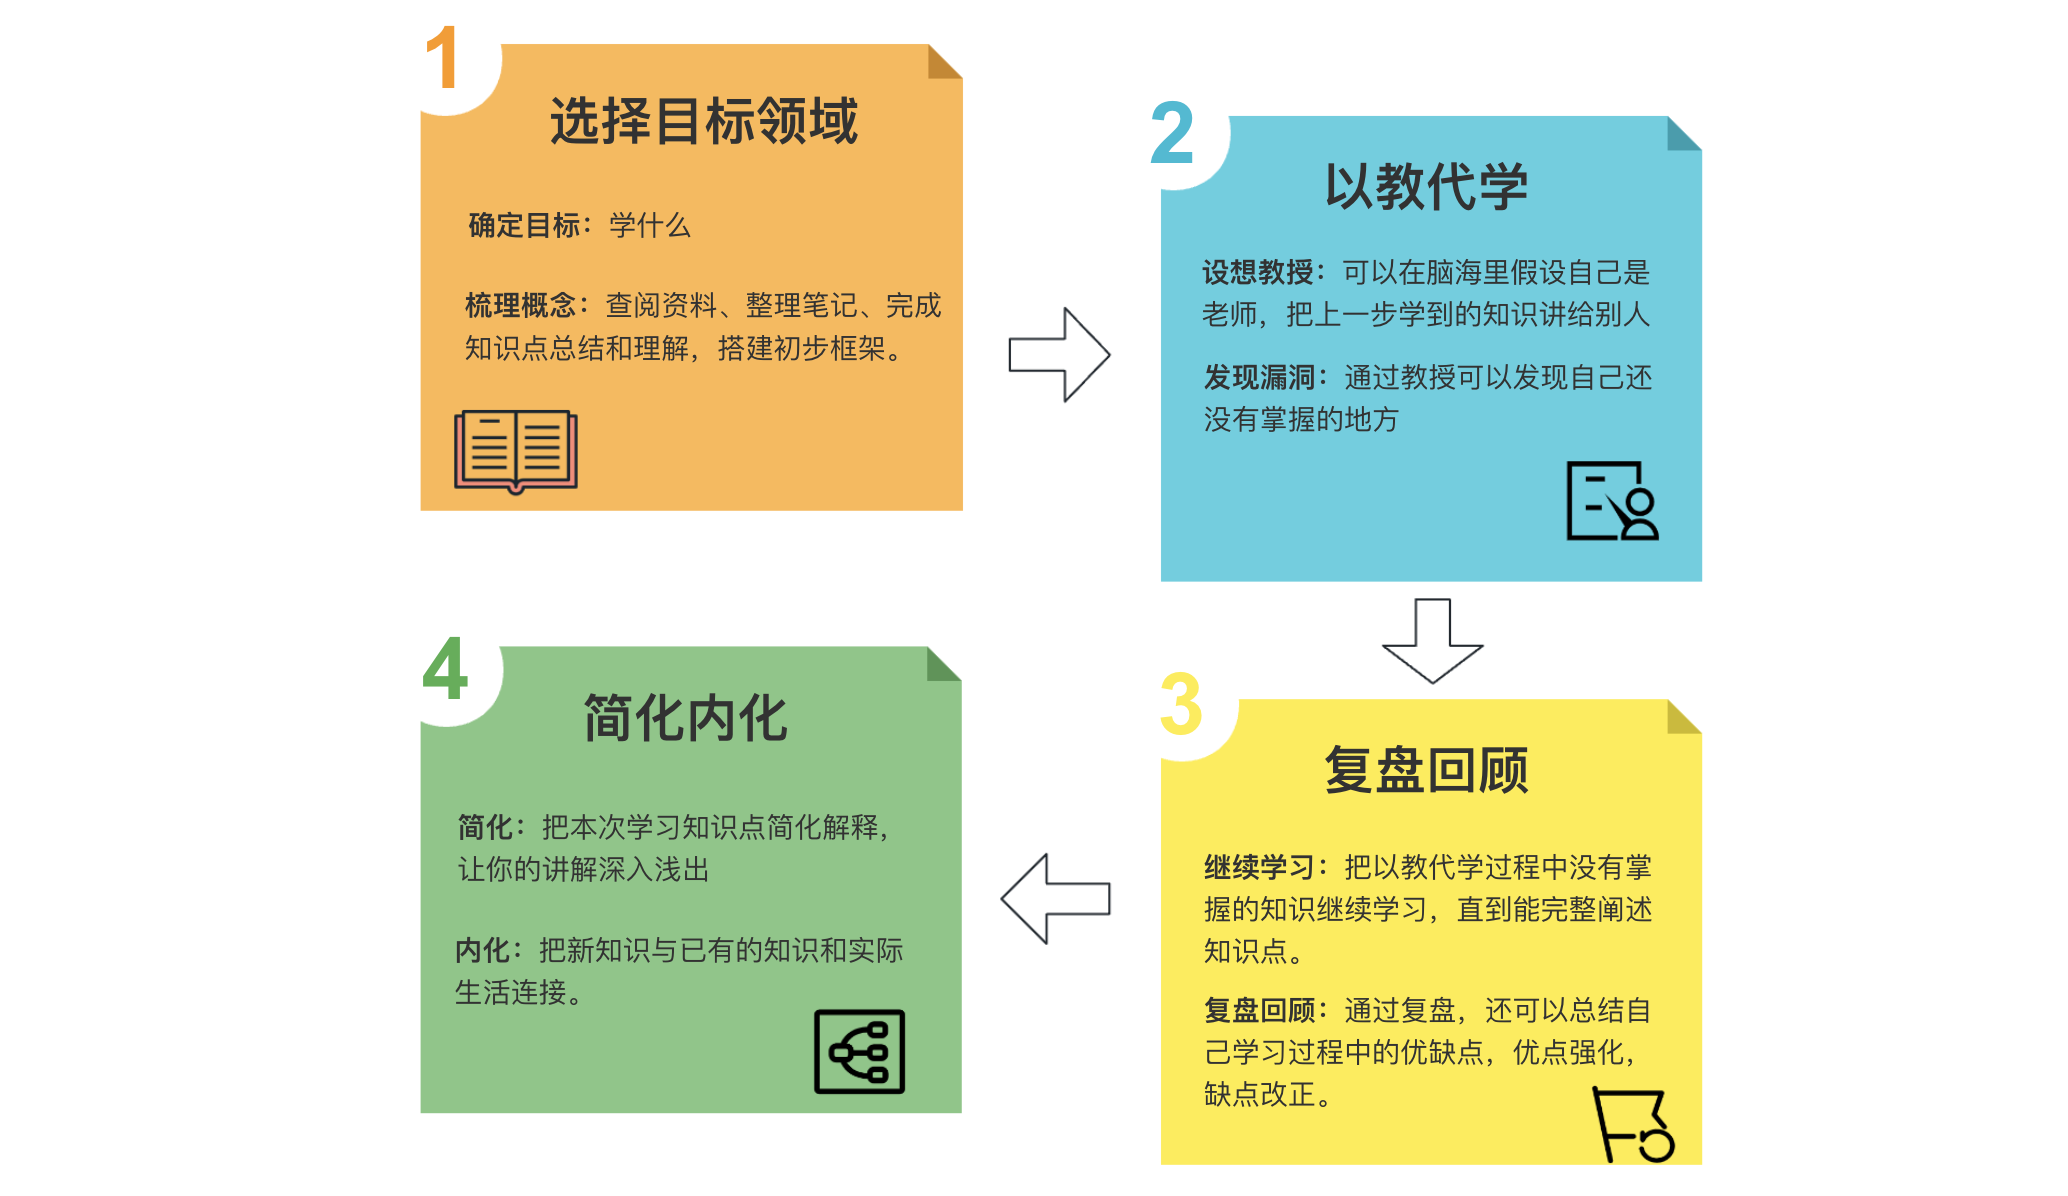 1
选择目标领域
确定目标：学什么
梳理概念：查阅资料、整理笔记、完成
知识点总结和理解，搭建初步框架。
2
以教代学
设想教授：可以在脑海里假设自己是
老师，把上一步学到的知识讲给别人
发现漏洞：通过教授可以发现自己还
没有掌握的地方
3
复盘回顾
继续学习：把以教代学过程中没有掌
握的知识继续学习，直到能完整阐述
知识点。
复盘回顾：通过复盘，还可以总结自
己学习过程中的优缺点，优点强化，
缺点改正。
4
简化内化
简化：把本次学习知识点简化解释，
让你的讲解深入浅出
内化：把新知识与已有的知识和实际
生活连接。